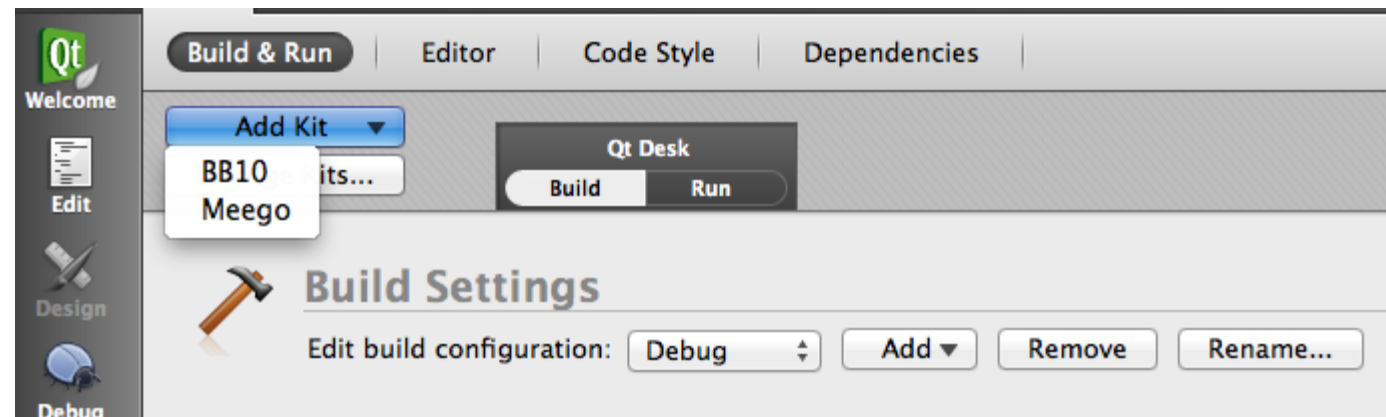 Qt
Welcome
Edit
Design
Debug
Build & Run
Editor
Code Style
Dependencies
Add Kit
BB10
Meego
Kits...
Qt Desk
Build
Run
Build Settings
Edit build configuration:
Debug
Add
Remove
Rename...